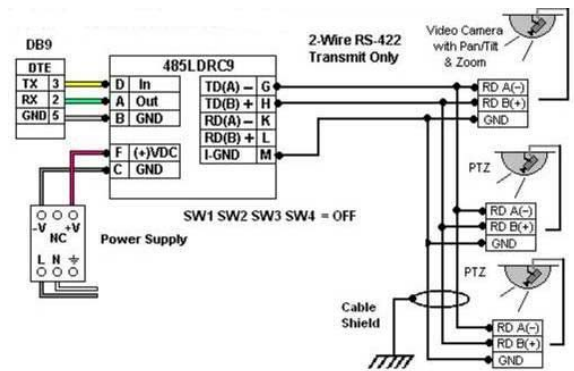 DB9
DTE
TX 3
RX 2
GND 5
485LDRC9
D In
A Out
B GND
F (+)VDC
C GND
TD(A) – G
TD(B) + H
RD(A) – K
RD(B) + L
I-GND M
2-Wire RS-422
Transmit Only
Video Camera
with Pan/Tilt
& Zoom
RD A(-)
RD B(+)
GND
SW1 SW2 SW3 SW4 = OFF
-V +V
NC
L N
Power Supply
PTZ
RD A(-)
RD B(+)
GND
PTZ
RD A(-)
RD B(+)
GND
Cable
Shield